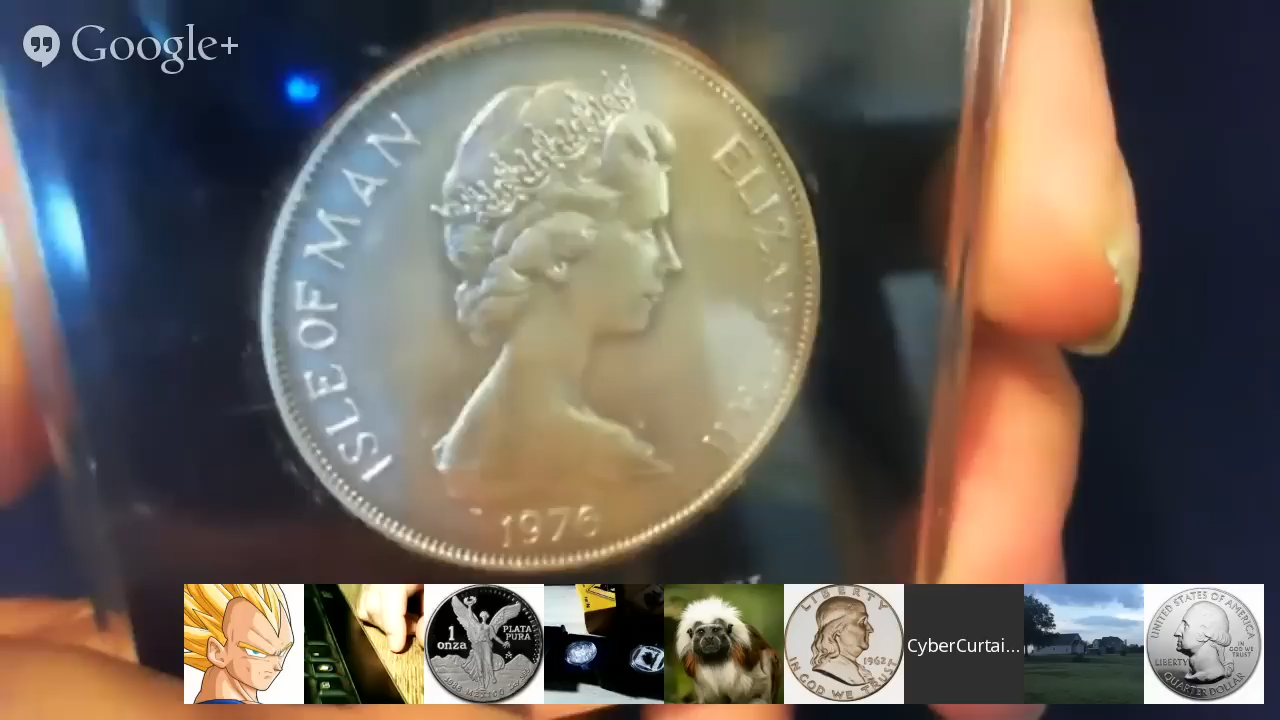 Google+
ISLE OF MAN
1976
1
onza
PLATA
PURA
LIBERTY
1962
IN GOD WE TRUST
CyberCurtai...
UNITED STATES OF AMERICA
IN
GOD WE
TRUST
LIBERTY
QUARTER DOLLAR